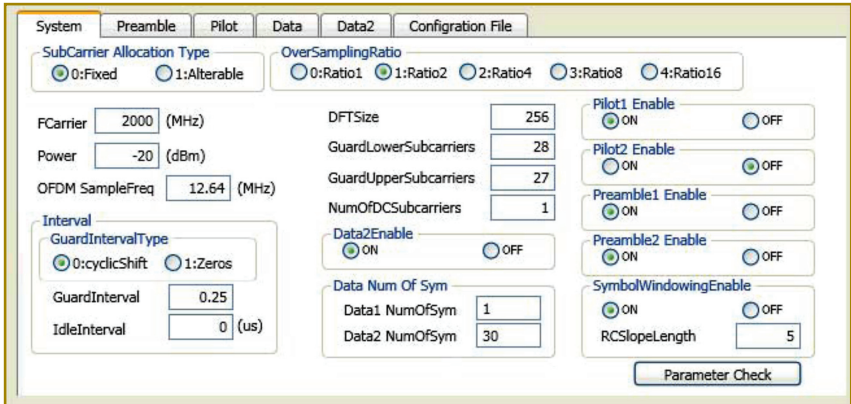 System Preamble Pilot Data Data2 Configration File
SubCarrier Allocation Type
0:Fixed 1:Alterable
OverSamplingRatio
0:Ratio1 1:Ratio2 2:Ratio4 3:Ratio8 4:Ratio16
FCarrier 2000 (MHz)
Power -20 (dBm)
OFDM SampleFreq 12.64 (MHz)
Interval
GuardIntervalType
0:cyclicShift 1:Zeros
GuardInterval 0.25
IdleInterval 0 (us)
DFTSize 256
GuardLowerSubcarriers 28
GuardUpperSubcarriers 27
NumOfDCSubcarriers 1
Data2Enable
ON OFF
Data Num Of Sym
Data1 NumOfSym 1
Data2 NumOfSym 30
Pilot1 Enable
ON OFF
Pilot2 Enable
ON OFF
Preamble1 Enable
ON OFF
Preamble2 Enable
ON OFF
SymbolWindowingEnable
ON OFF
RCSlopeLength 5
Parameter Check